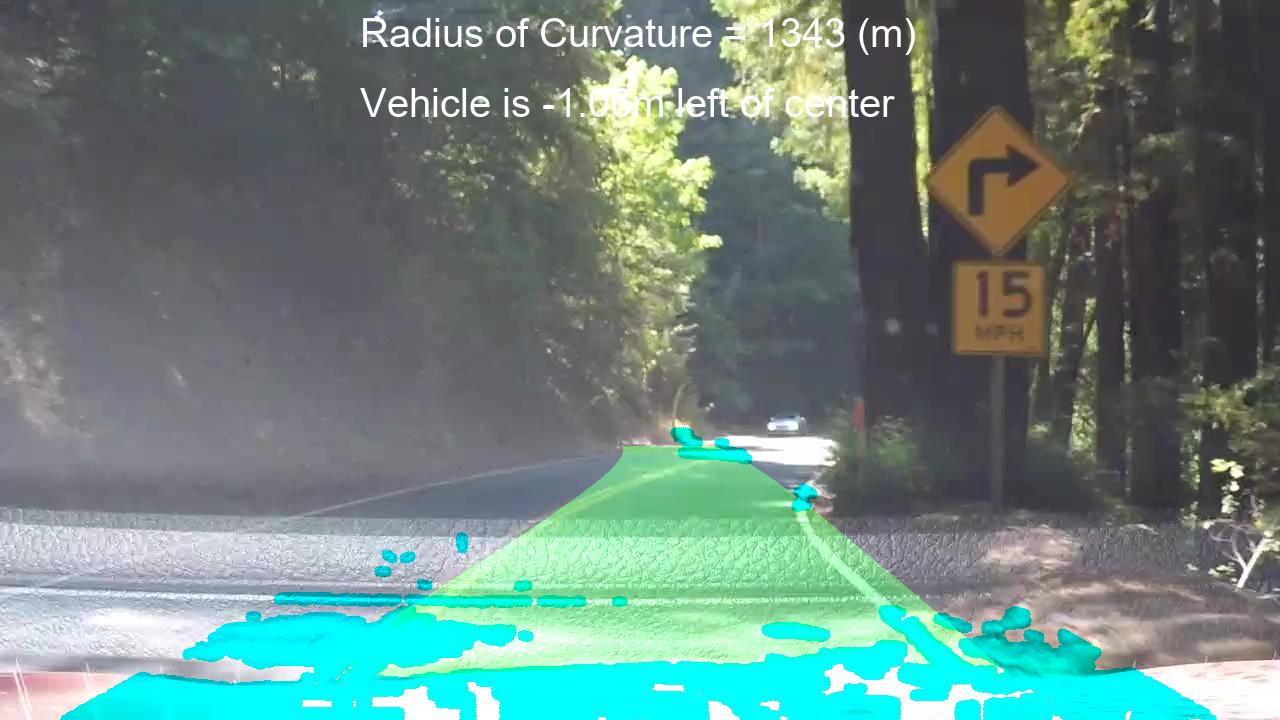 Radius of Curvature = 1343 (m)
Vehicle is left of center
15
MPH